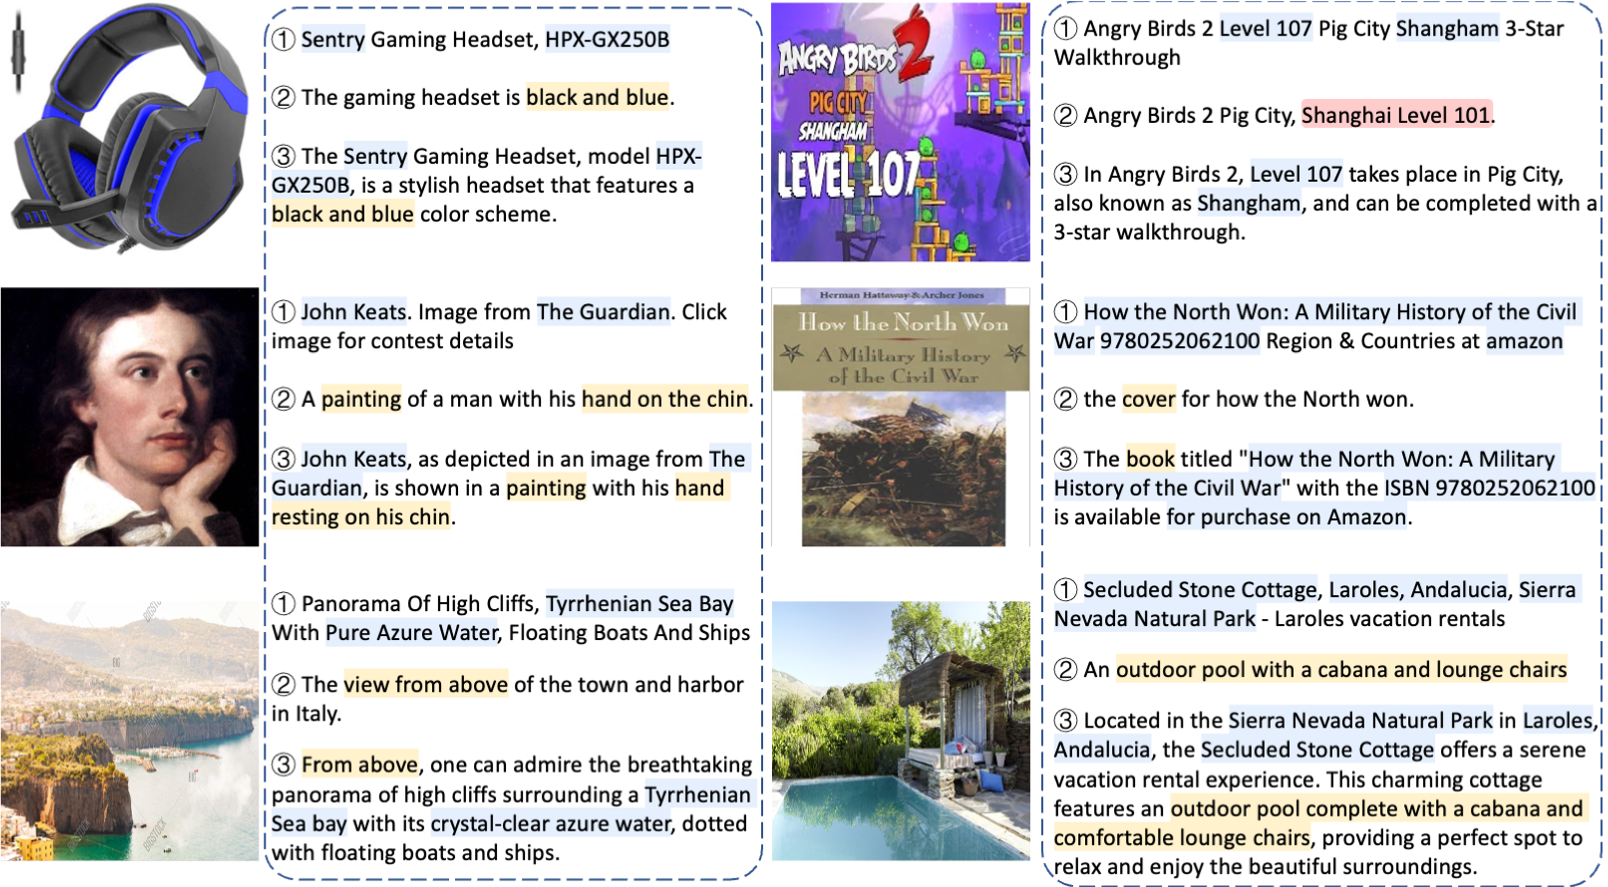 ① Sentry Gaming Headset, HPX-GX250B
② The gaming headset is black and blue.
③ The Sentry Gaming Headset, model HPX-
GX250B, is a stylish headset that features a
black and blue color scheme.
ANGRY BIRDS 2
PIG CITY
SHANGHAM
LEVEL 107
① Angry Birds 2 Level 107 Pig City Shangham 3-Star
Walkthrough
② Angry Birds 2 Pig City, Shanghai Level 101.
③ In Angry Birds 2, Level 107 takes place in Pig City,
also known as Shangham, and can be completed with a
3-star walkthrough.
① John Keats. Image from The Guardian. Click
image for contest details
② A painting of a man with his hand on the chin.
③ John Keats, as depicted in an image from The
Guardian, is shown in a painting with his hand
resting on his chin.
Herman Hattaway & Archer Jones
How the North Won
A Military History
of the Civil War
① How the North Won: A Military History of the Civil
War 9780252062100 Region & Countries at amazon
② the cover for how the North won.
③ The book titled "How the North Won: A Military
History of the Civil War" with the ISBN 9780252062100
is available for purchase on Amazon.
① Panorama Of High Cliffs, Tyrrhenian Sea Bay
With Pure Azure Water, Floating Boats And Ships
② The view from above of the town and harbor
in Italy.
③ From above, one can admire the breathtaking
panorama of high cliffs surrounding a Tyrrhenian
Sea bay with its crystal-clear azure water, dotted
with floating boats and ships.
① Secluded Stone Cottage, Laroles, Andalucia, Sierra
Nevada Natural Park - Laroles vacation rentals
② An outdoor pool with a cabana and lounge chairs
③ Located in the Sierra Nevada Natural Park in Laroles,
Andalucia, the Secluded Stone Cottage offers a serene
vacation rental experience. This charming cottage
features an outdoor pool complete with a cabana and
comfortable lounge chairs, providing a perfect spot to
relax and enjoy the beautiful surroundings.